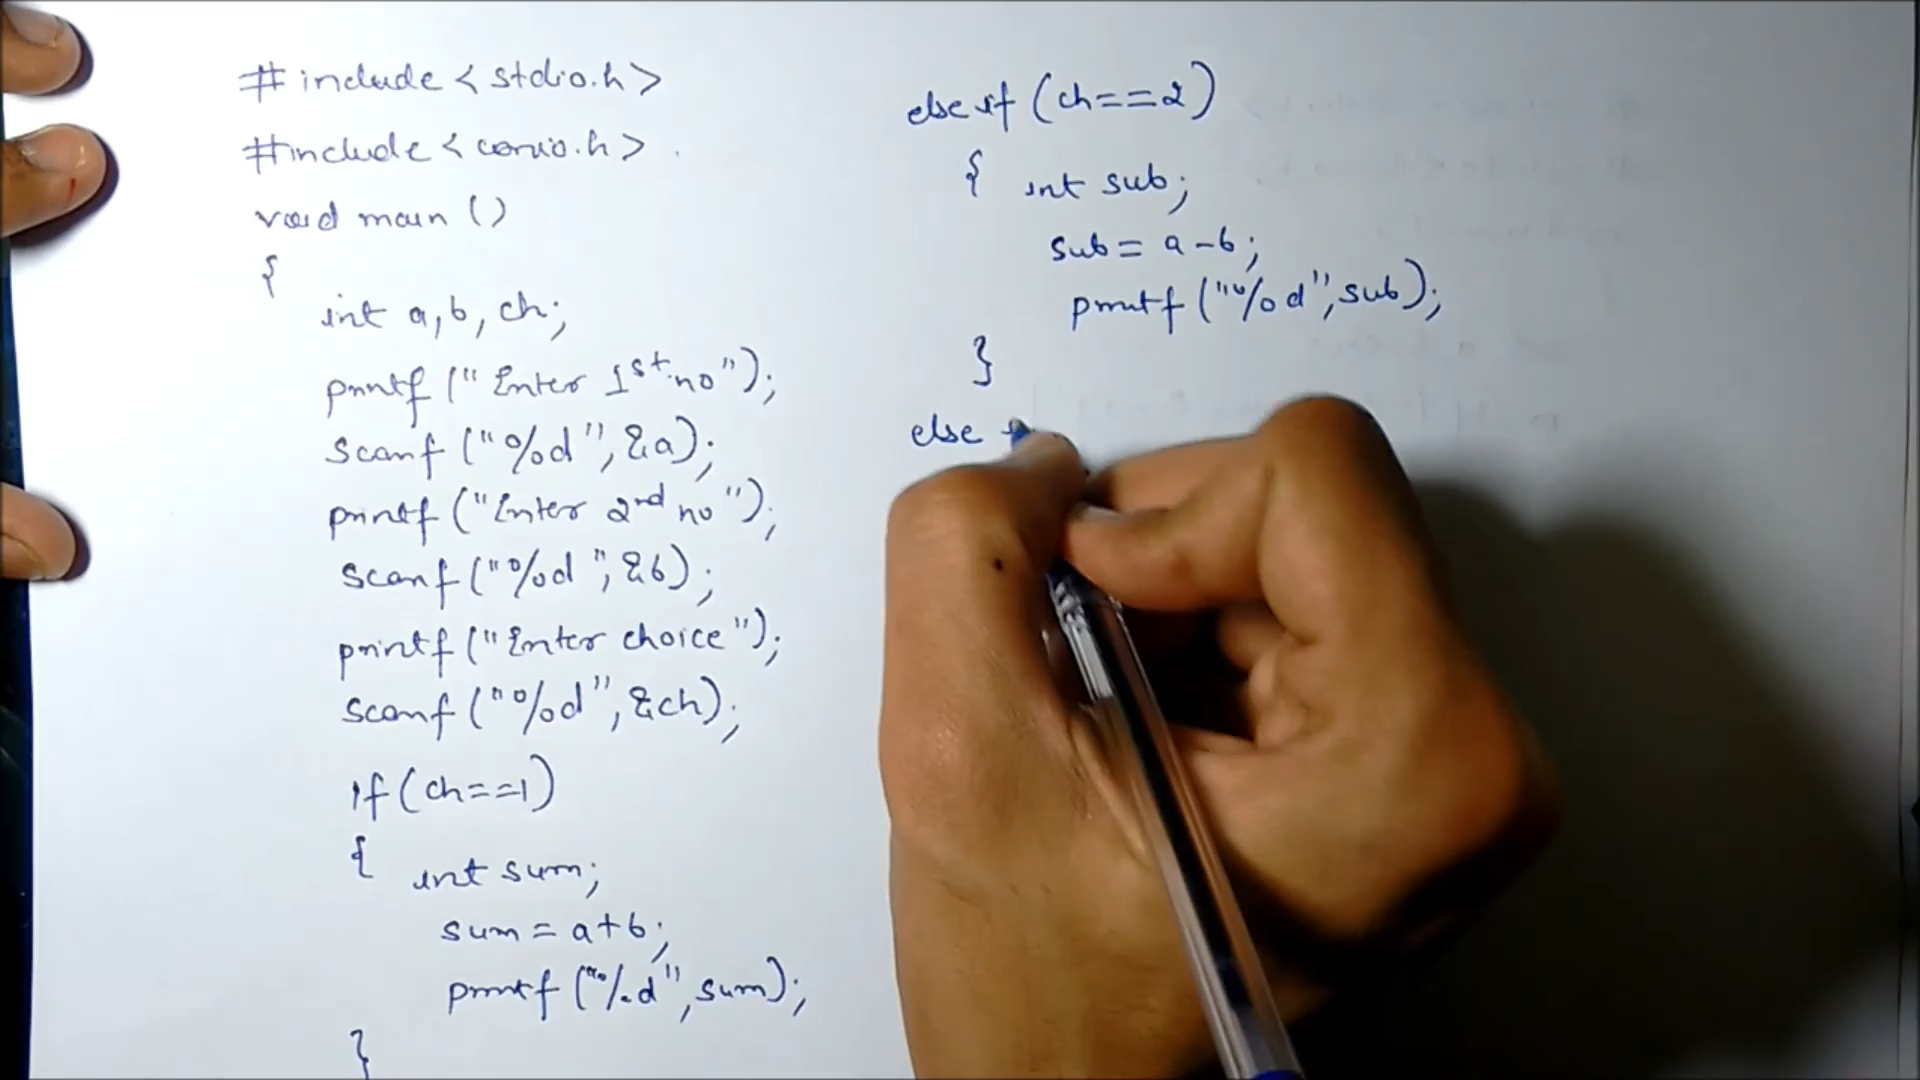 #include <stdio.h>
#include <conio.h>
void main ()
{
int a, b, ch;
printf ("Enter 1st no");
scanf ("%d", &a);
printf ("Enter 2nd no");
scanf ("%d", &b);
printf ("Enter choice");
scanf ("%d", &ch);
if (ch==1)
{ int sum;
sum = a+b;
printf ("%d", sum);
}
else if (ch==2)
{ int sub;
sub = a-b;
printf ("%d", sub);
}
else